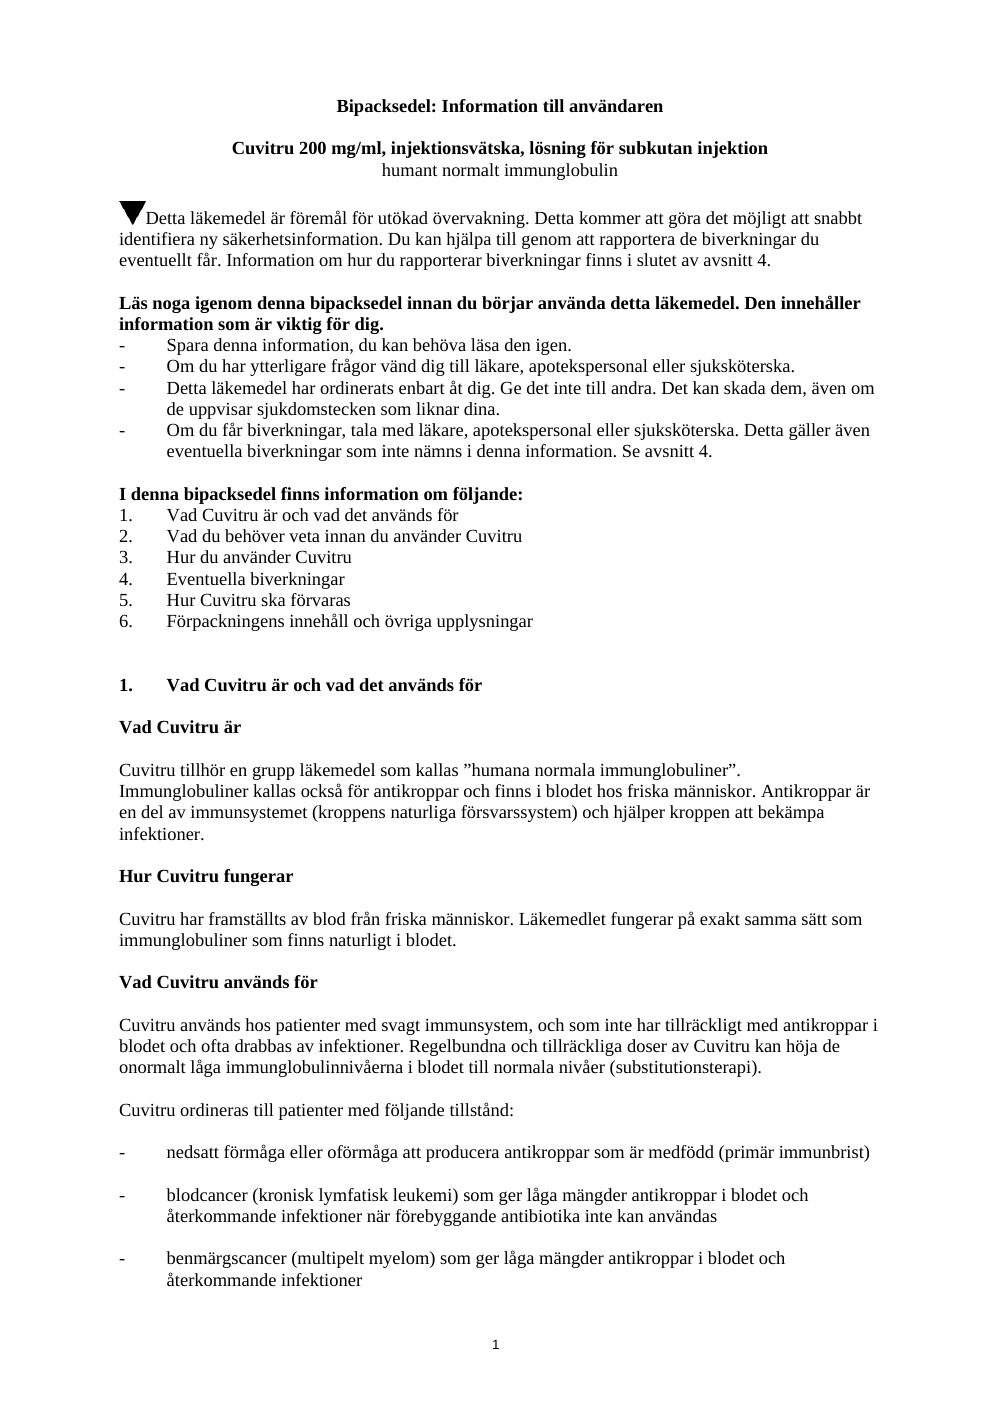 Bipacksedel: Information till användaren
Cuvitru 200 mg/ml, injektionsvätska, lösning för subkutan injektion
humant normalt immunglobulin
▼Detta läkemedel är föremål för utökad övervakning. Detta kommer att göra det möjligt att snabbt
identifiera ny säkerhetsinformation. Du kan hjälpa till genom att rapportera de biverkningar du
eventuellt får. Information om hur du rapporterar biverkningar finns i slutet av avsnitt 4.
Läs noga igenom denna bipacksedel innan du börjar använda detta läkemedel. Den innehåller
information som är viktig för dig.
- Spara denna information, du kan behöva läsa den igen.
- Om du har ytterligare frågor vänd dig till läkare, apotekspersonal eller sjuksköterska.
- Detta läkemedel har ordinerats enbart åt dig. Ge det inte till andra. Det kan skada dem, även om
de uppvisar sjukdomstecken som liknar dina.
- Om du får biverkningar, tala med läkare, apotekspersonal eller sjuksköterska. Detta gäller även
eventuella biverkningar som inte nämns i denna information. Se avsnitt 4.
I denna bipacksedel finns information om följande:
1. Vad Cuvitru är och vad det används för
2. Vad du behöver veta innan du använder Cuvitru
3. Hur du använder Cuvitru
4. Eventuella biverkningar
5. Hur Cuvitru ska förvaras
6. Förpackningens innehåll och övriga upplysningar
1. Vad Cuvitru är och vad det används för
Vad Cuvitru är
Cuvitru tillhör en grupp läkemedel som kallas ”humana normala immunglobuliner”.
Immunglobuliner kallas också för antikroppar och finns i blodet hos friska människor. Antikroppar är
en del av immunsystemet (kroppens naturliga försvarssystem) och hjälper kroppen att bekämpa
infektioner.
Hur Cuvitru fungerar
Cuvitru har framställts av blod från friska människor. Läkemedlet fungerar på exakt samma sätt som
immunglobuliner som finns naturligt i blodet.
Vad Cuvitru används för
Cuvitru används hos patienter med svagt immunsystem, och som inte har tillräckligt med antikroppar i
blodet och ofta drabbas av infektioner. Regelbundna och tillräckliga doser av Cuvitru kan höja de
onormalt låga immunglobulinnivåerna i blodet till normala nivåer (substitutionsterapi).
Cuvitru ordineras till patienter med följande tillstånd:
- nedsatt förmåga eller oförmåga att producera antikroppar som är medfödd (primär immunbrist)
- blodcancer (kronisk lymfatisk leukemi) som ger låga mängder antikroppar i blodet och
återkommande infektioner när förebyggande antibiotika inte kan användas
- benmärgscancer (multipelt myelom) som ger låga mängder antikroppar i blodet och
återkommande infektioner
1